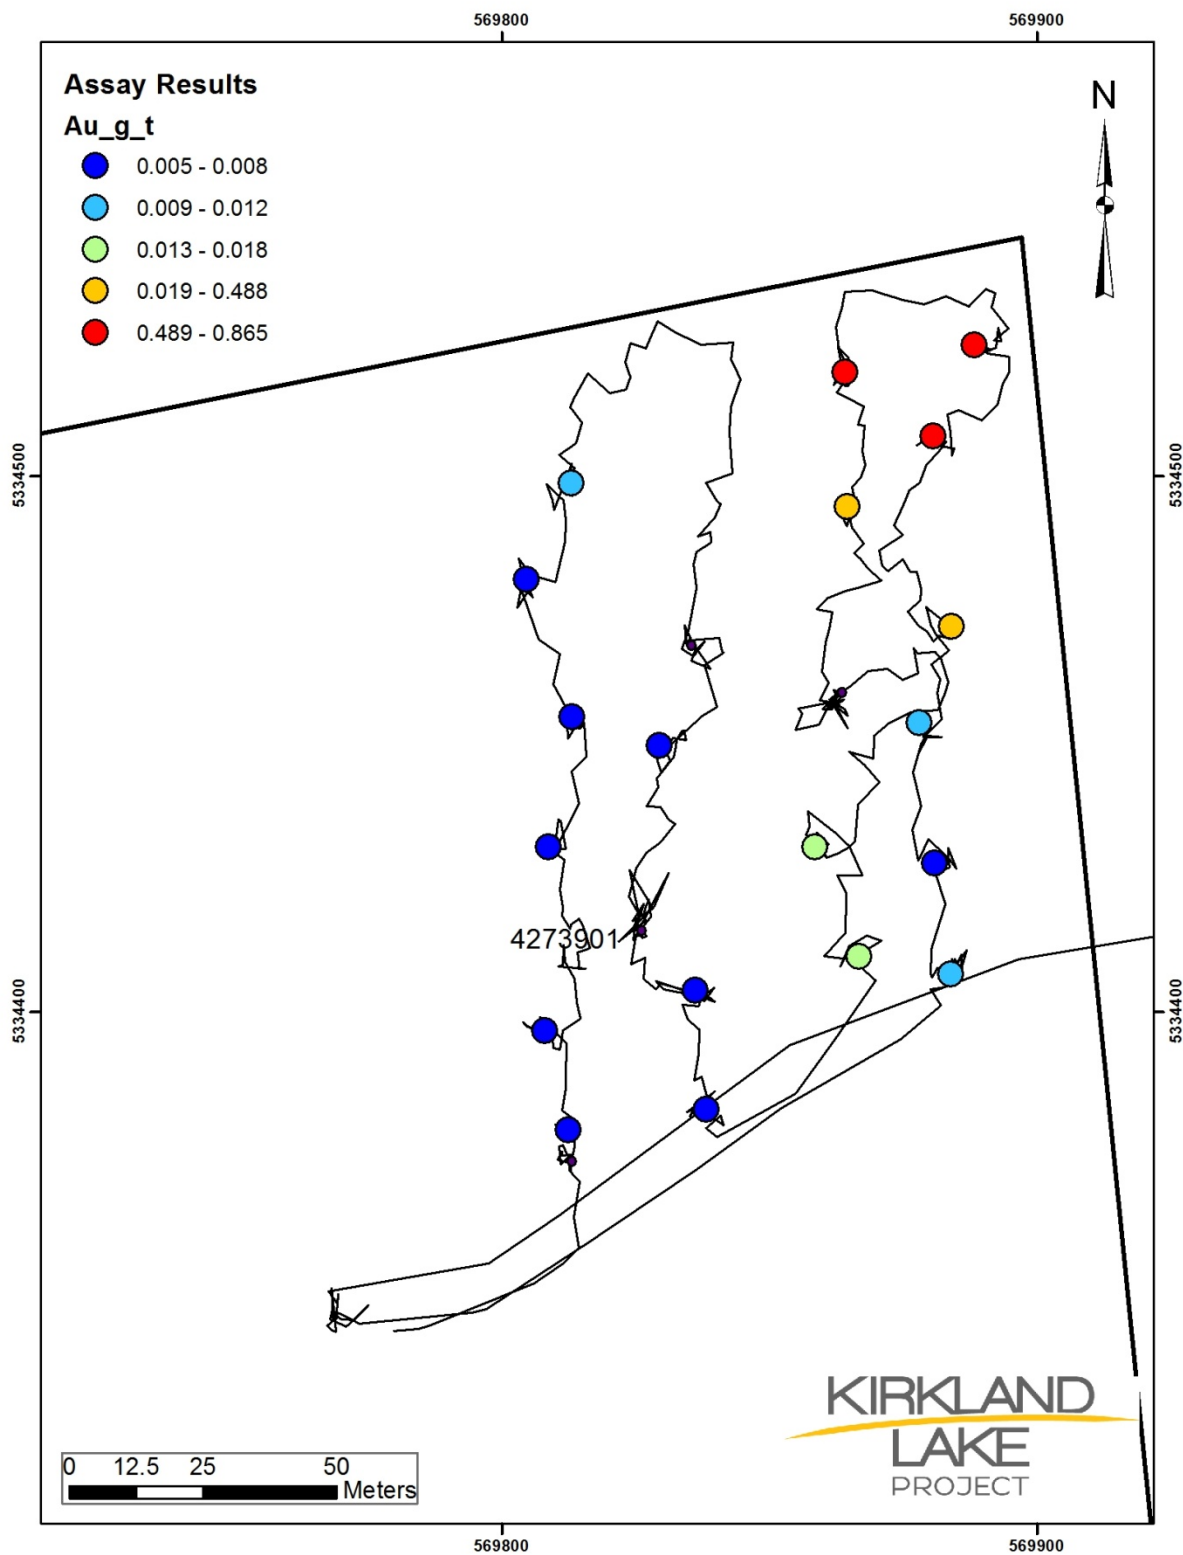 569800 569900
Assay Results
Au_g_t
0.005 - 0.008
0.009 - 0.012
0.013 - 0.018
0.019 - 0.488
0.489 - 0.865
N
5334500 5334500
4273901
5334400 5334400
KIRKLAND
LAKE
PROJECT
0 12.5 25 50
Meters
569800 569900